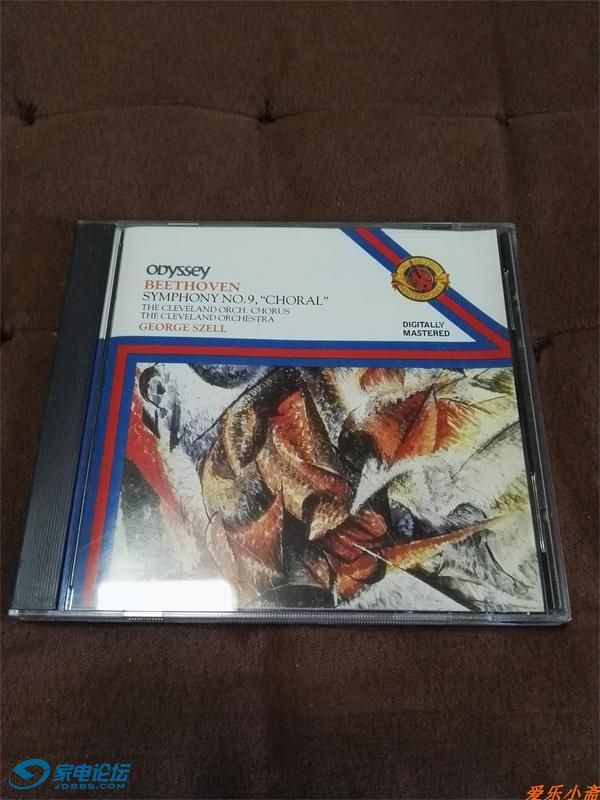 ODYSSEY
BEETHOVEN
SYMPHONY NO. 9, “CHORAL”
THE CLEVELAND ORCH. CHORUS
THE CLEVELAND ORCHESTRA
GEORGE SZELL
DIGITALLY
MASTERED
家电论坛
JDBBS.COM
爱乐小斋